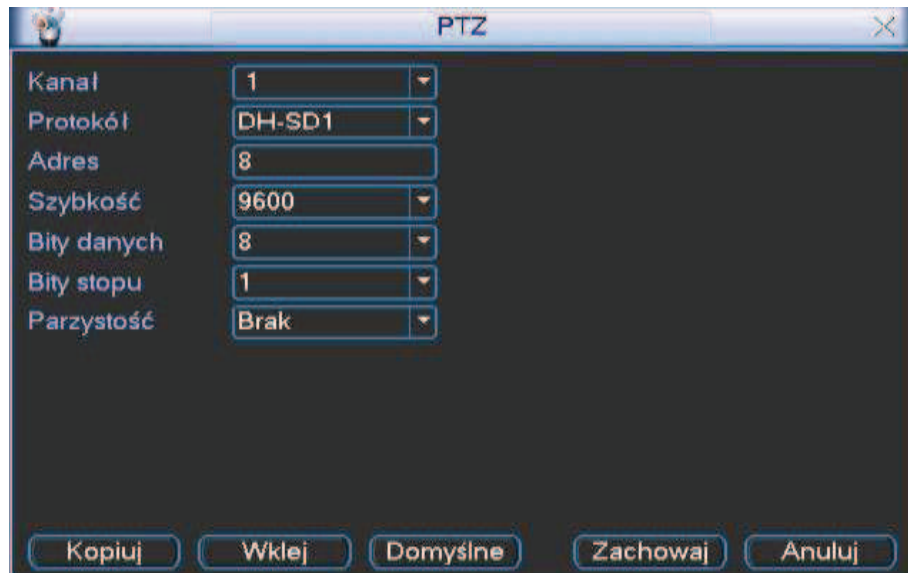 PTZ
Kanał 1
Protokół DH-SD1
Adres 8
Szybkość 9600
Bity danych 8
Bity stopu 1
Parzystość Brak
Kopiuj Wklej Domyślne Zachowaj Anuluj